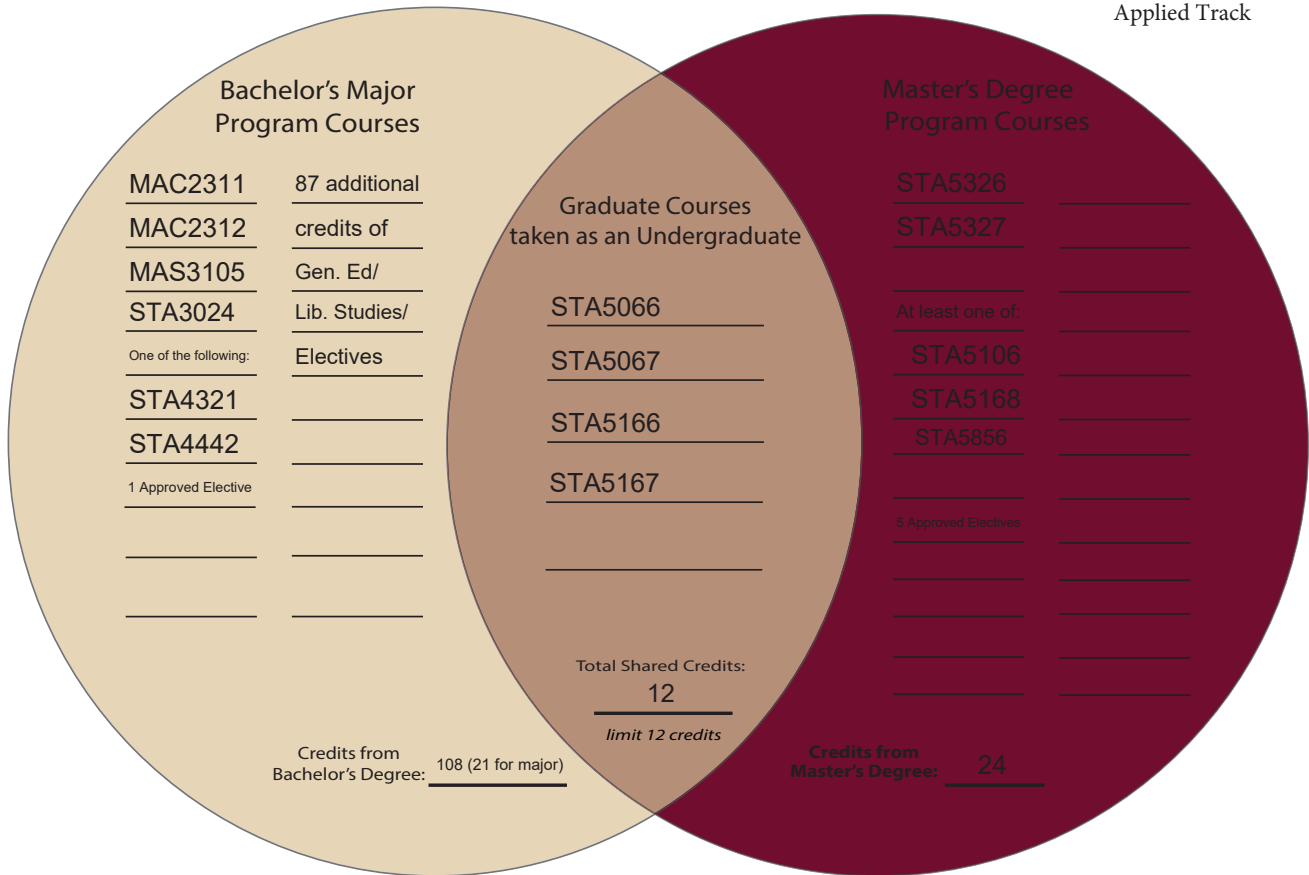 Applied Track
Bachelor's Major
Program Courses
MAC2311
MAC2312
MAS3105
STA3024
One of the following:
STA4321
STA4442
1 Approved Elective
87 additional
credits of
Gen. Ed/
Lib. Studies/
Electives
Credits from
Bachelor's Degree: 108 (21 for major)
Graduate Courses
taken as an Undergraduate
STA5066
STA5067
STA5166
STA5167
Total Shared Credits:
12
limit 12 credits
Master's Degree
Program Courses
STA5326
STA5327
At least one of:
STA5106
STA5168
STA5856
5 Approved Electives
Credits from
Master's Degree: 24